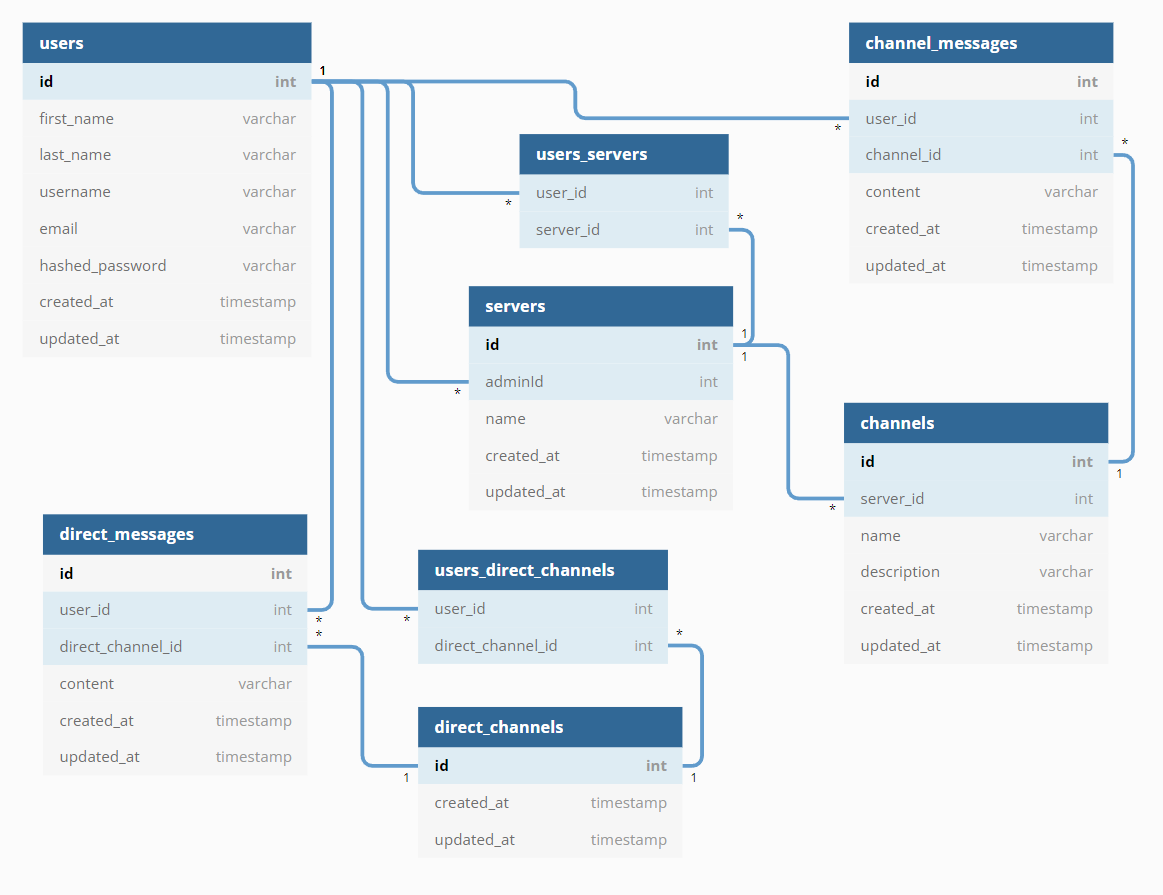 users
id int
first_name varchar
last_name varchar
username varchar
email varchar
hashed_password varchar
created_at timestamp
updated_at timestamp
1
channel_messages
id int
user_id int
channel_id int
content varchar
created_at timestamp
updated_at timestamp
*
*
users_servers
user_id int
server_id int
*
*
servers
id int
adminId int
name varchar
created_at timestamp
updated_at timestamp
1
1
*
channels
id int
server_id int
name varchar
description varchar
created_at timestamp
updated_at timestamp
1
*
direct_messages
id int
user_id int
direct_channel_id int
content varchar
created_at timestamp
updated_at timestamp
*
*
users_direct_channels
user_id int
direct_channel_id int
*
*
direct_channels
id int
created_at timestamp
updated_at timestamp
1
1